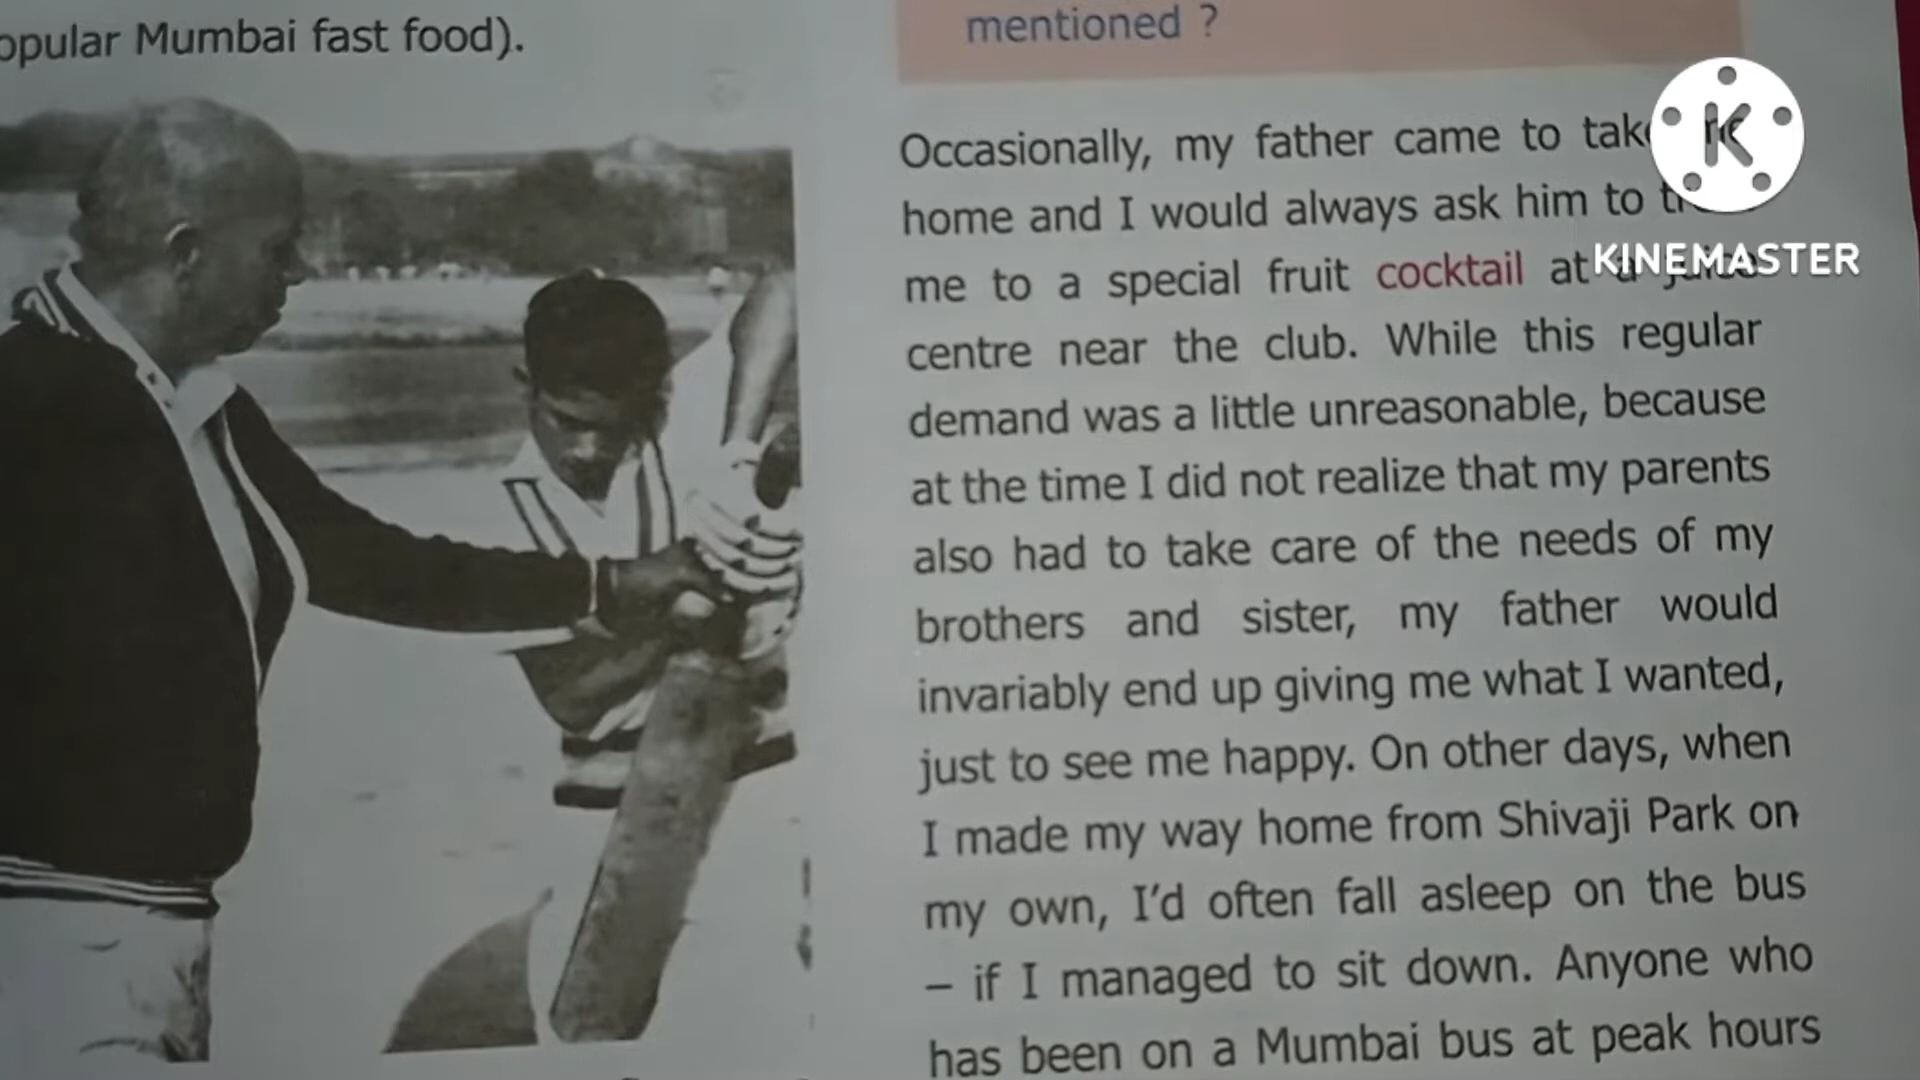 opular Mumbai fast food).
mentioned ?
Occasionally, my father came to take
home and I would always ask him to
me to a special fruit cocktail at a juice
centre near the club. While this regular
demand was a little unreasonable, because
at the time I did not realize that my parents
also had to take care of the needs of my
brothers and sister, my father would
invariably end up giving me what I wanted,
just to see me happy. On other days, when
I made my way home from Shivaji Park on
my own, I'd often fall asleep on the bus
– if I managed to sit down. Anyone who
has been on a Mumbai bus at peak hours
KINEMASTER